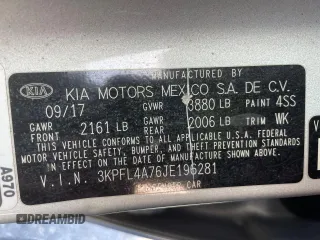 KIA KIA MOTORS MEXICO S.A. DE C.V.
09/17 GVWR 3880 LB PAINT 4SS
GAWR FRONT 2161 LB GAWR REAR 2006 LB TRIM WK
THIS VEHICLE CONFORMS TO ALL APPLICABLE U.S.A. FEDERAL
MOTOR VEHICLE SAFETY, BUMPER, AND THEFT PREVENTION
STANDARDS IN EFFECT ON THE DATE OF MANUFACTURE SHOWN ABOVE.
V.I.N. 3KPFL4A76JE196281
PASSENGER CAR
A970
DREAMBID